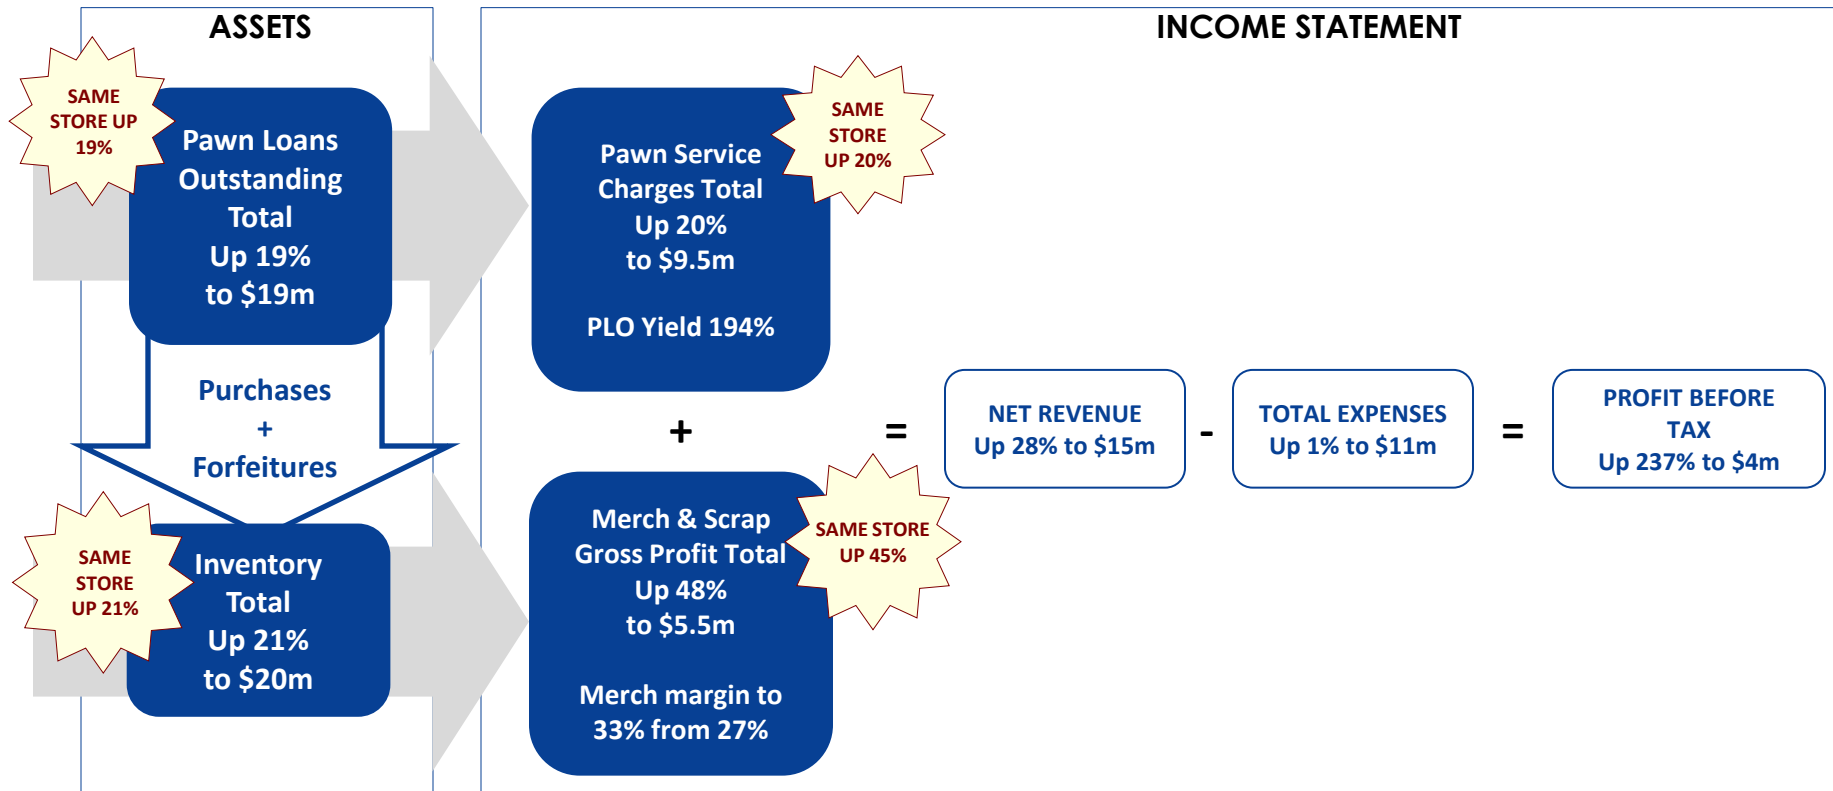 ASSETS
SAME
STORE UP
19%
Pawn Loans
Outstanding
Total
Up 19%
to $19m
Purchases
+
Forfeitures
SAME
STORE
UP 21%
Inventory
Total
Up 21%
to $20m
INCOME STATEMENT
Pawn Service
Charges Total
Up 20%
to $9.5m
PLO Yield 194%
SAME
STORE
UP 20%
+
Merch & Scrap
Gross Profit Total
Up 48%
to $5.5m
Merch margin to
33% from 27%
SAME STORE
UP 45%
=
NET REVENUE
Up 28% to $15m
-
TOTAL EXPENSES
Up 1% to $11m
=
PROFIT BEFORE
TAX
Up 237% to $4m